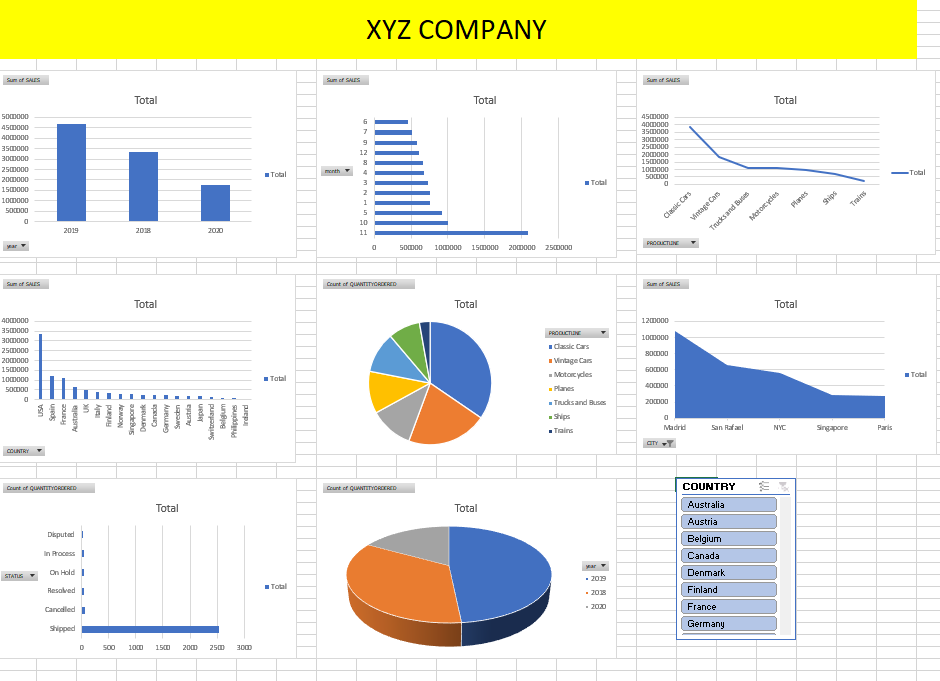 XYZ COMPANY
Sum of SALES
Total
5000000
4500000
4000000
3500000
3000000
2500000
2000000
1500000
1000000
500000
0
2019 2018 2020
Total
year
Sum of SALES
Total
6
7
9
12
8
4
3
2
1
5
10
11
month
0 500000 1000000 1500000 2000000 2500000
Total
Sum of SALES
Total
4500000
4000000
3500000
3000000
2500000
2000000
1500000
1000000
500000
0
Classic Cars Vintage Cars Trucks and Buses Motorcycles Planes Ships Trains
Total
PRODUCTLINE
Sum of SALES
Total
4000000
3500000
3000000
2500000
2000000
1500000
1000000
500000
0
USA Spain France Australia UK Italy Finland Norway Singapore Denmark Canada Germany Sweden Austria Japan Switzerland Belgium Philippines Ireland
Total
COUNTRY
Count of QUANTITYORDERED
Total
PRODUCTLINE
Classic Cars
Vintage Cars
Motorcycles
Planes
Trucks and Buses
Ships
Trains
Sum of SALES
Total
1200000
1000000
800000
600000
400000
200000
0
Madrid San Rafael NYC Singapore Paris
Total
CITY
Count of QUANTITYORDERED
Total
Disputed
In Process
On Hold
Resolved
Cancelled
Shipped
STATUS
0 500 1000 1500 2000 2500 3000
Total
Count of QUANTITYORDERED
Total
year
2019
2018
2020
COUNTRY
Australia
Austria
Belgium
Canada
Denmark
Finland
France
Germany